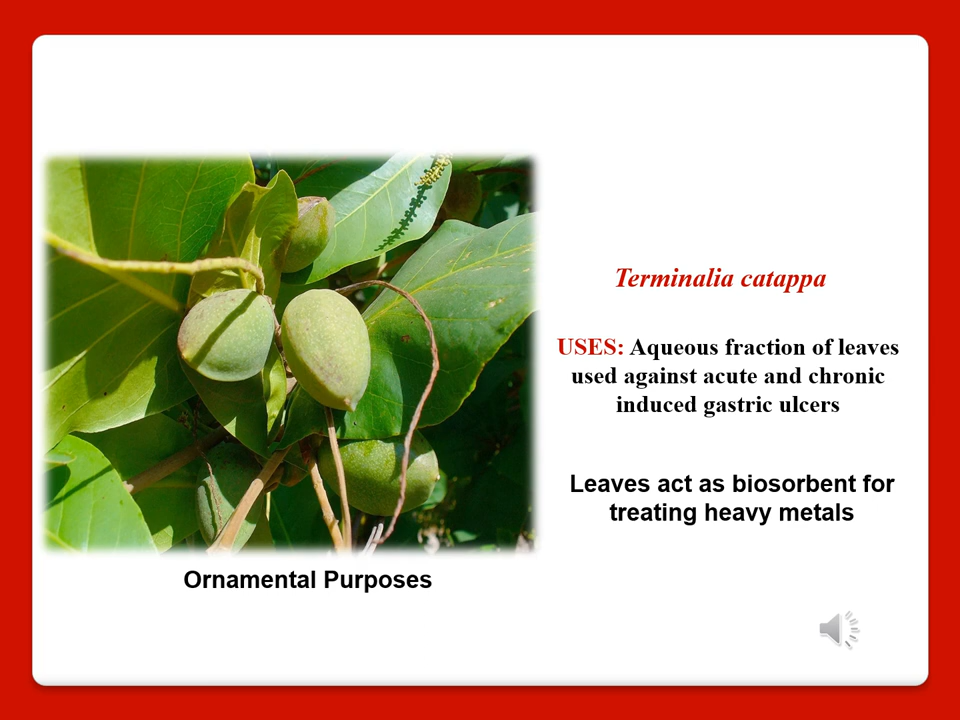 Terminalia catappa
USES: Aqueous fraction of leaves
used against acute and chronic
induced gastric ulcers
Leaves act as biosorbent for
treating heavy metals
Ornamental Purposes